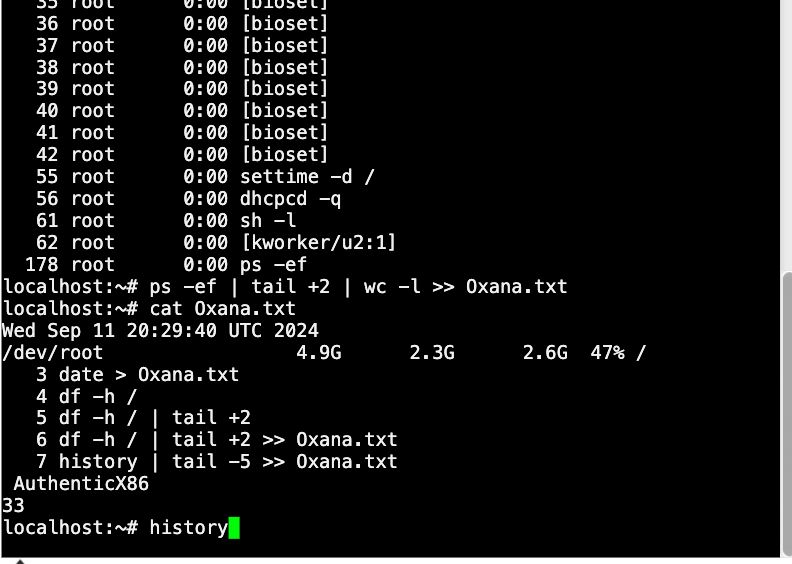 35 root 0:00 [bioset]
36 root 0:00 [bioset]
37 root 0:00 [bioset]
38 root 0:00 [bioset]
39 root 0:00 [bioset]
40 root 0:00 [bioset]
41 root 0:00 [bioset]
42 root 0:00 [bioset]
55 root 0:00 settime -d /
56 root 0:00 dhcpcd -q
61 root 0:00 sh -l
62 root 0:00 [kworker/u2:1]
178 root 0:00 ps -ef
localhost:~# ps -ef | tail +2 | wc -l >> Oxana.txt
localhost:~# cat Oxana.txt
Wed Sep 11 20:29:40 UTC 2024
/dev/root 4.9G 2.3G 2.6G 47% /
3 date > Oxana.txt
4 df -h /
5 df -h / | tail +2
6 df -h / | tail +2 >> Oxana.txt
7 history | tail -5 >> Oxana.txt
AuthenticX86
33
localhost:~# history